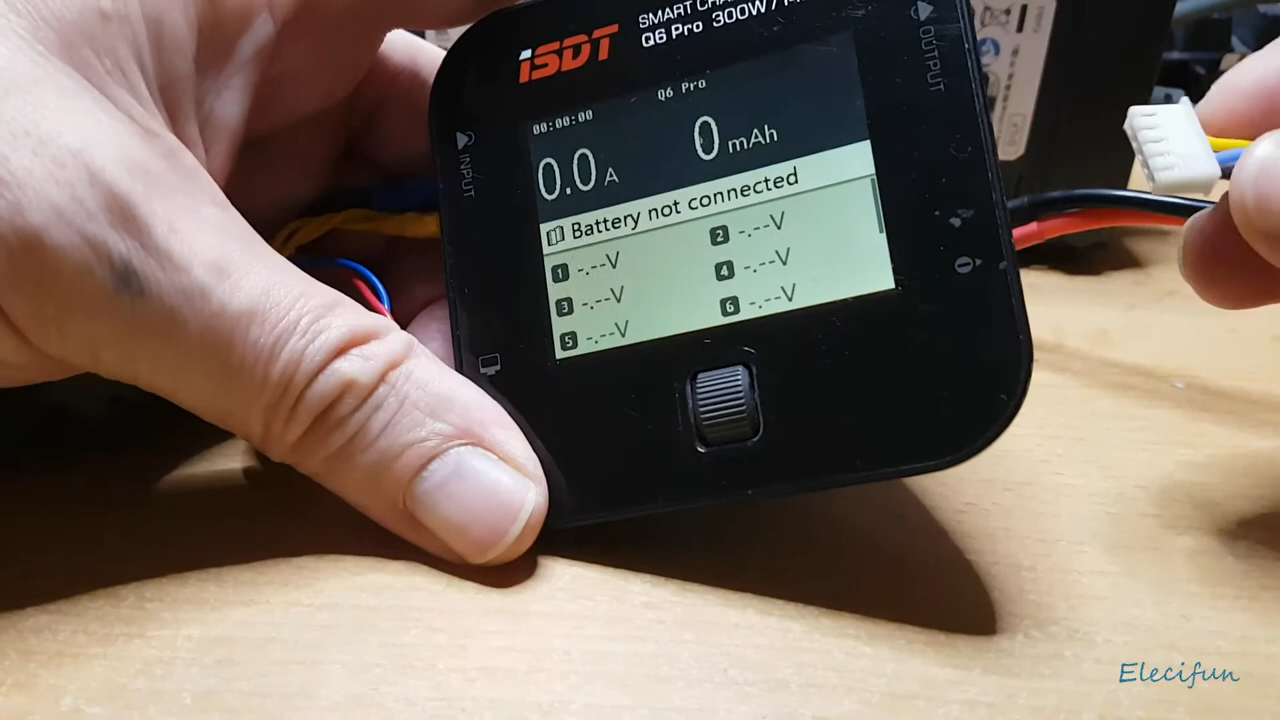 iSDT
SMART
Q6 Pro 300W
INPUT
OUTPUT
Q6 Pro
00:00:00
0.0 A
0 mAh
Battery not connected
1 -.--V
2 -.--V
3 -.--V
4 -.--V
5 -.--V
6 -.--V
Elecifun